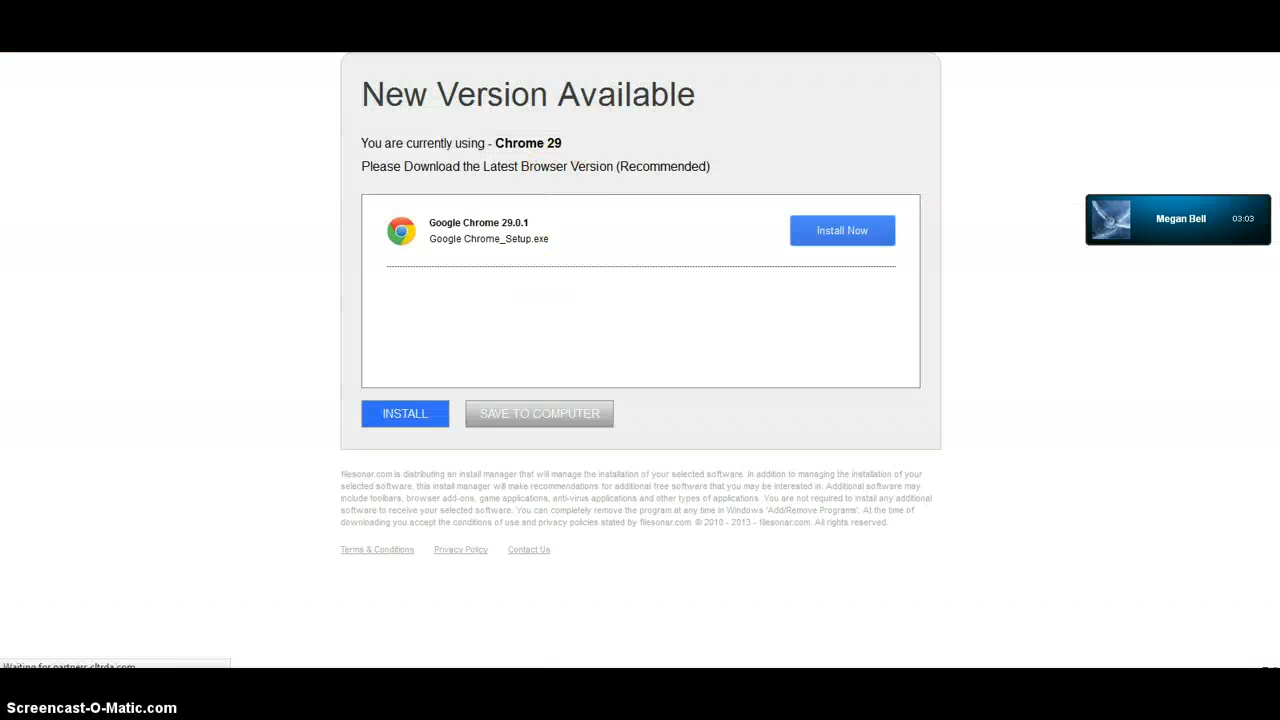 New Version Available
You are currently using - Chrome 29
Please Download the Latest Browser Version (Recommended)
Google Chrome 29.0.1
Google Chrome_Setup.exe
Install Now
Megan Bell 03:03
INSTALL
SAVE TO COMPUTER
filesonar.com is distributing an install manager that will manage the installation of your selected software. In addition to managing the installation of your
selected software, this install manager will make recommendations for additional free software that you may be interested in. Additional software may
include toolbars, browser add-ons, game applications, anti-virus applications and other types of applications. You are not required to install any additional
software to receive your selected software. You can completely remove the program at any time in Windows 'Add/Remove Programs'. At the time of
downloading you accept the conditions of use and privacy policies stated by filesonar.com. © 2010 - 2013 - filesonar.com. All rights reserved.
Terms & Conditions Privacy Policy Contact Us
Waiting for partners.cltrda.com
Screencast-O-Matic.com